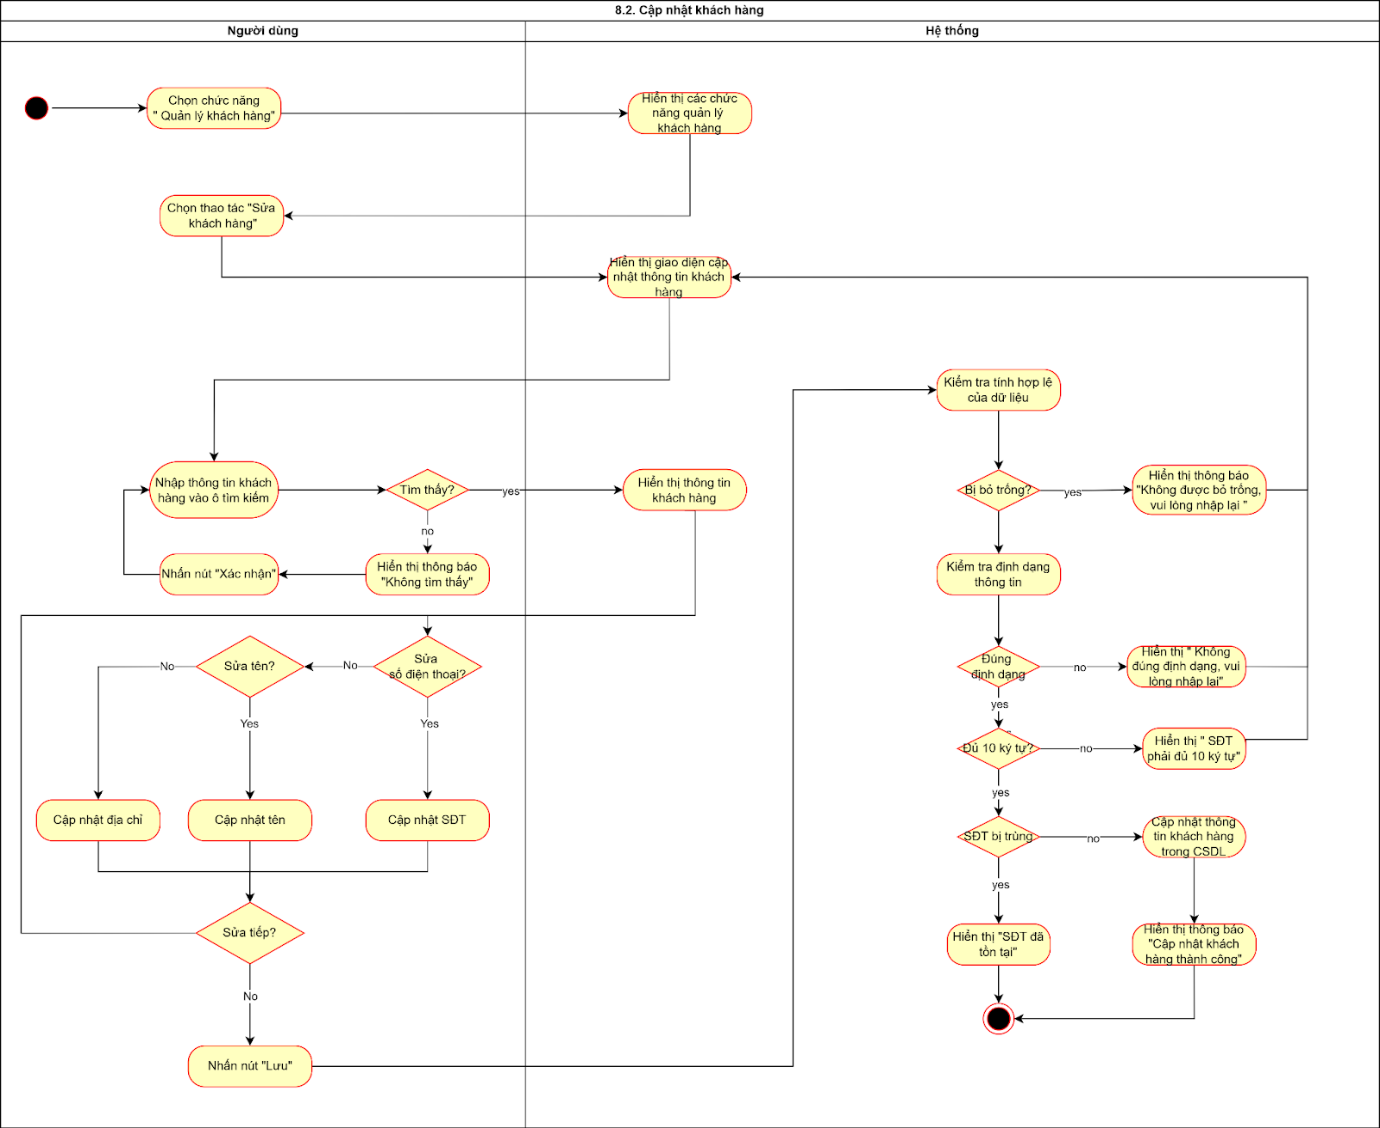 8.2. Cập nhật khách hàng
Người dùng
Hệ thống
Chọn chức năng
" Quản lý khách hàng"
Hiển thị các chức
năng quản lý
khách hàng
Chọn thao tác "Sửa
khách hàng"
Hiển thị giao diện cập
nhật thông tin khách
hàng
Kiểm tra tính hợp lệ
của dữ liệu
Nhập thông tin khách
hàng vào ô tìm kiếm
Tìm thấy?
yes
Hiển thị thông tin
khách hàng
Bị bỏ trống?
yes
Hiển thị thông báo
"Không được bỏ trống,
vui lòng nhập lại "
no
Nhấn nút "Xác nhận"
Hiển thị thông báo
"Không tìm thấy"
Kiểm tra định dạng
thông tin
No
Sửa tên?
No
Sửa
số điện thoại?
Đúng
định dạng
no
Hiển thị " Không
đúng định dạng, vui
lòng nhập lại"
yes
Yes
Yes
Đủ 10 ký tự?
"
no
Hiển thị " SĐT
phải đủ 10 ký tự"
yes
Cập nhật địa chỉ
Cập nhật tên
Cập nhật SĐT
SĐT bị trùng
no
Cập nhật thông
tin khách hàng
trong CSDL
yes
Sửa tiếp?
Hiển thị "SĐT đã
tồn tại"
Hiển thị thông báo
"Cập nhật khách
hàng thành công"
No
Nhấn nút "Lưu"